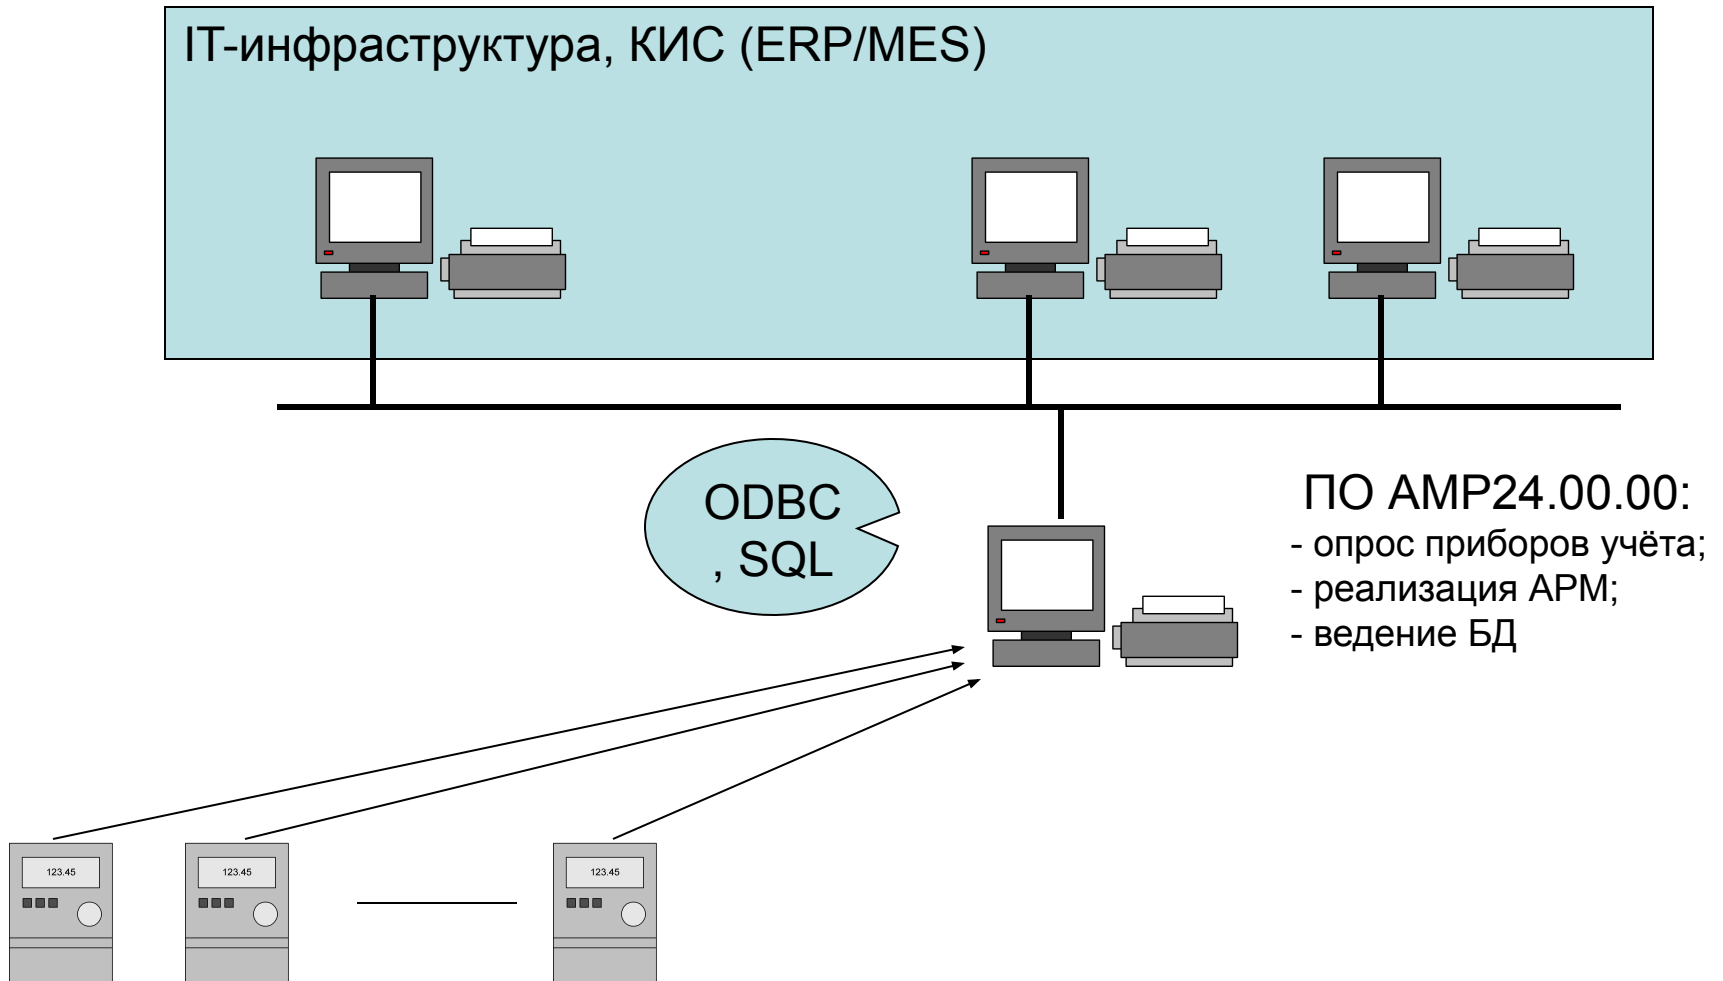 IT-инфраструктура, КИС (ERP/MES)
ODBC
, SQL
ПО АМР24.00.00:
- опрос приборов учёта;
- реализация АРМ;
- ведение БД
123.45
123.45
123.45